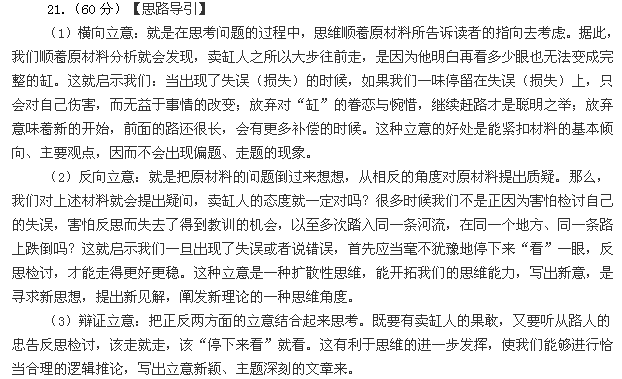 21.（60 分）【思路导引】
（1）横向立意：就是在思考问题的过程中，思维顺着原材料所告诉读者的指向去考虑。据此，
我们顺着原材料分析就会发现，卖缸人之所以大步往前走，是因为他明白再看多少眼也无法变成完
整的缸。这就启示我们：当出现了失误（损失）的时候，如果我们一味停留在失误（损失）上，只
会对自己伤害，而无益于事情的改变；放弃对“缸”的眷恋与惋惜，继续赶路才是聪明之举；放弃
意味着新的开始，前面的路还很长，会有更多补偿的时候。这种立意的好处是能紧扣材料的基本倾
向、主要观点，因而不会出现偏题、走题的现象。
（2）反向立意：就是把原材料的问题倒过来想想，从相反的角度对原材料提出质疑。那么，
我们对上述材料就会提出疑问，卖缸人的态度就一定对吗？很多时候我们不是正因为害怕检讨自己
的失误，害怕反思而失去了得到教训的机会，以至多次踏入同一条河流，在同一个地方、同一条路
上跌倒吗？这就启示我们一旦出现了失误或者说错误，首先应当毫不犹豫地停下来“看”一眼，反
思检讨，才能走得更好更稳。这种立意是一种扩散性思维，能开拓我们的思维能力，写出新意，是
寻求新思想，提出新见解，阐发新理论的一种思维角度。
（3）辩证立意：把正反两方面的立意结合起来思考。既要有卖缸人的果敢，又要听从路人的
忠告反思检讨，该走就走，该“停下来看”就看。这有利于思维的进一步发挥，使我们能够进行恰
当合理的逻辑推论，写出立意新颖、主题深刻的文章来。